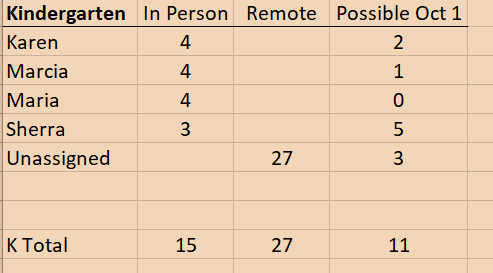 Kindergarten In Person Remote Possible Oct 1
Karen 4 2
Marcia 4 1
Maria 4 0
Sherra 3 5
Unassigned 27 3
K Total 15 27 11